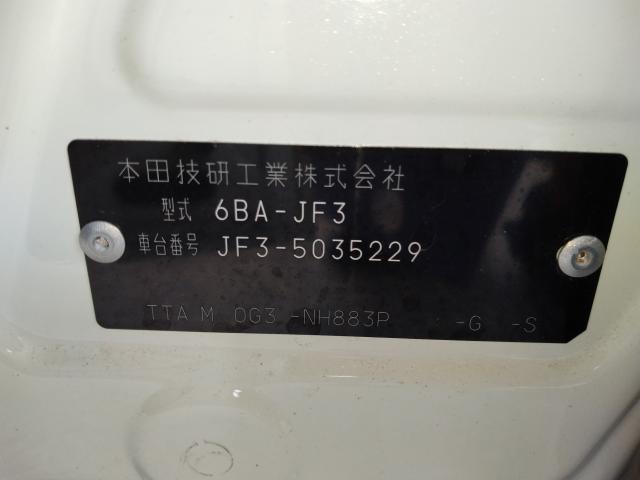 本田技研工業株式会社
型式 6BA-JF3
車台番号 JF3-5035229
TTA M 0G3 -NH883P -G -S